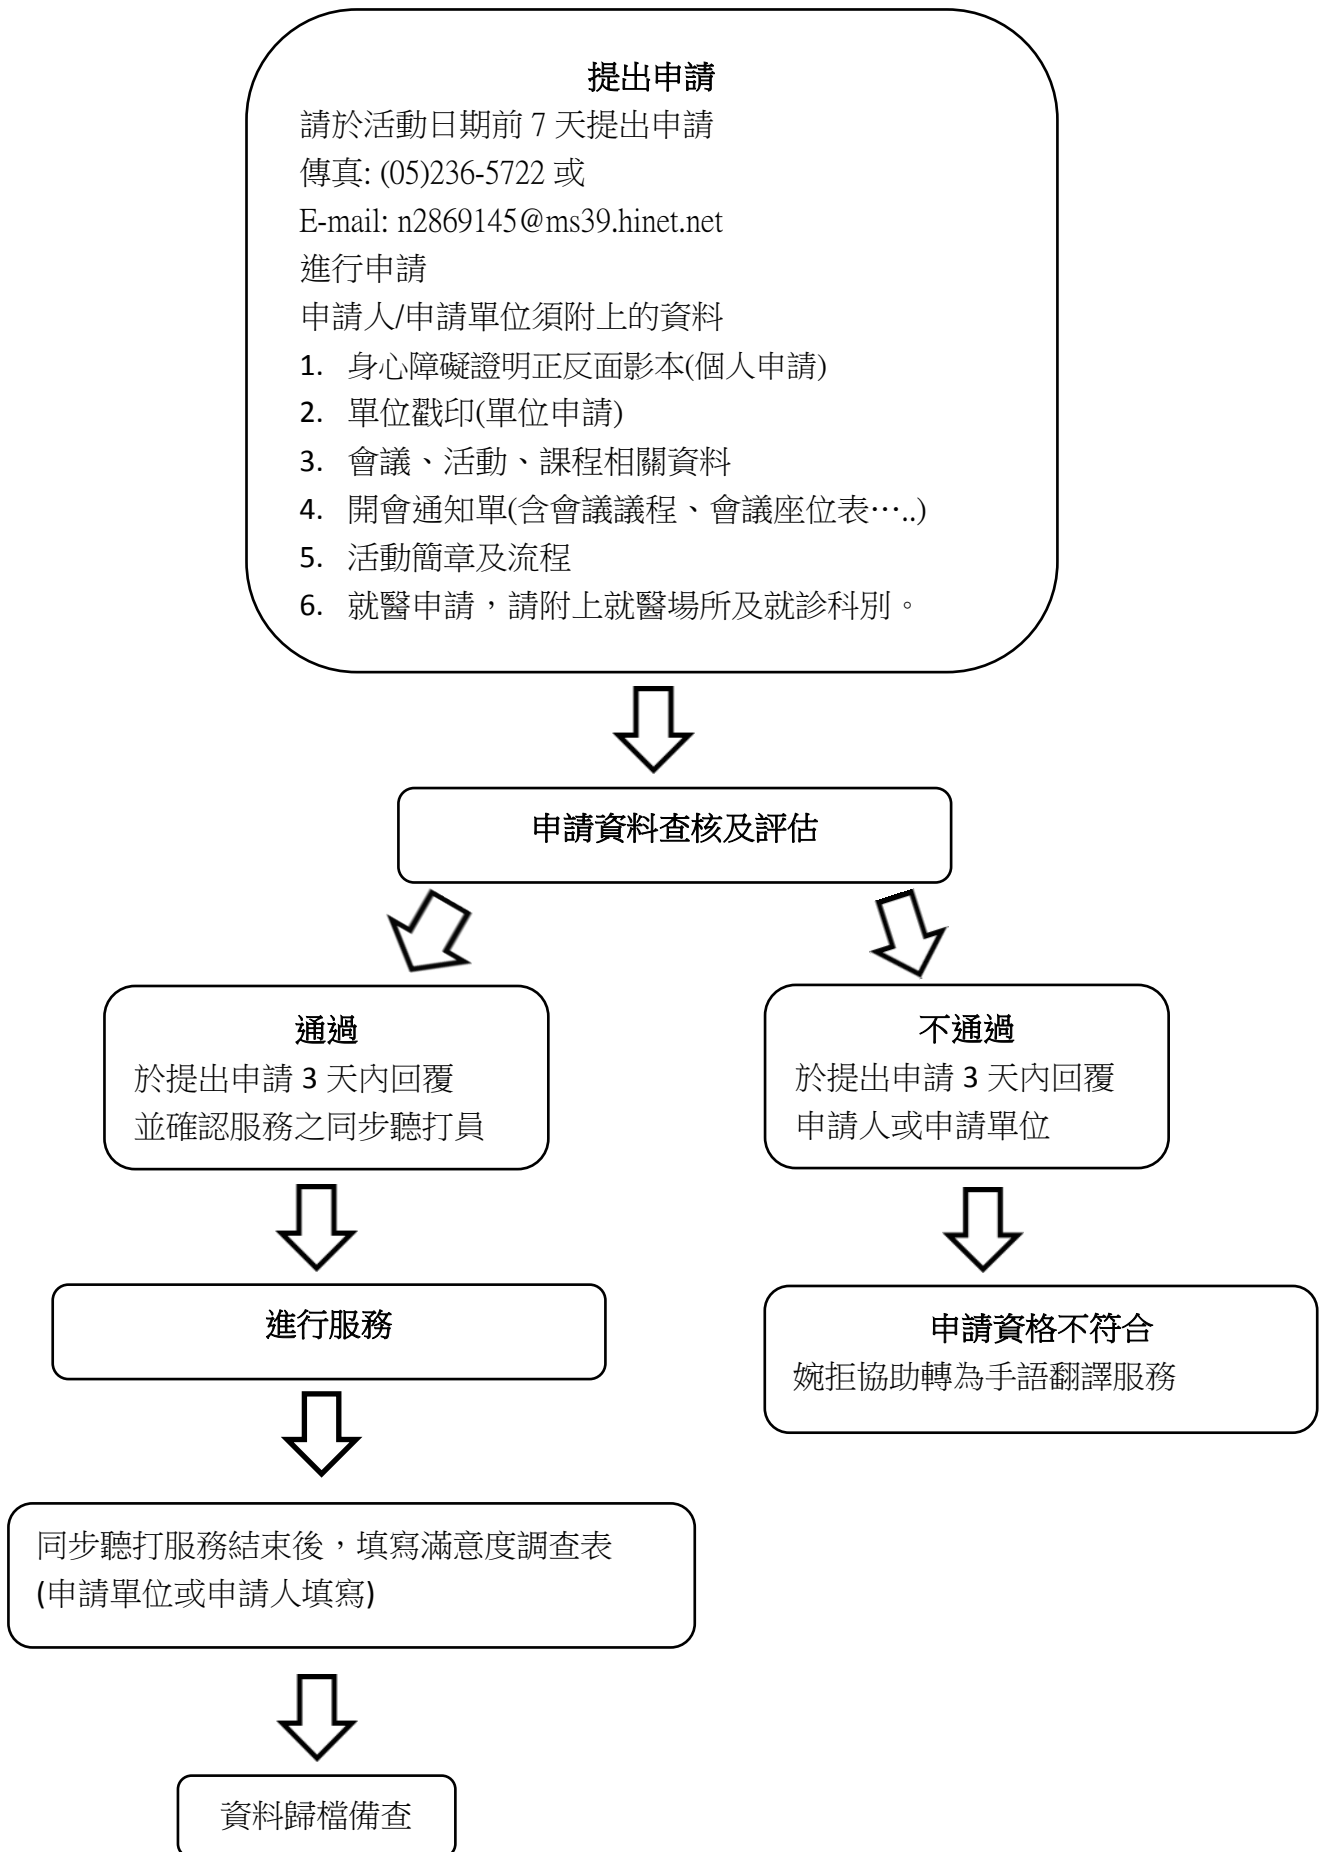 提出申請
請於活動日期前 7 天提出申請
傳真: (05)236-5722 或
E-mail: n2869145@ms39.hinet.net
進行申請
申請人/申請單位須附上的資料
1. 身心障礙證明正反面影本(個人申請)
2. 單位戳印(單位申請)
3. 會議、活動、課程相關資料
4. 開會通知單(含會議議程、會議座位表…..)
5. 活動簡章及流程
6. 就醫申請，請附上就醫場所及就診科別。
申請資料查核及評估
通過
於提出申請 3 天內回覆
並確認服務之同步聽打員
不通過
於提出申請 3 天內回覆
申請人或申請單位
進行服務
申請資格不符合
婉拒協助轉為手語翻譯服務
同步聽打服務結束後，填寫滿意度調查表
(申請單位或申請人填寫)
資料歸檔備查